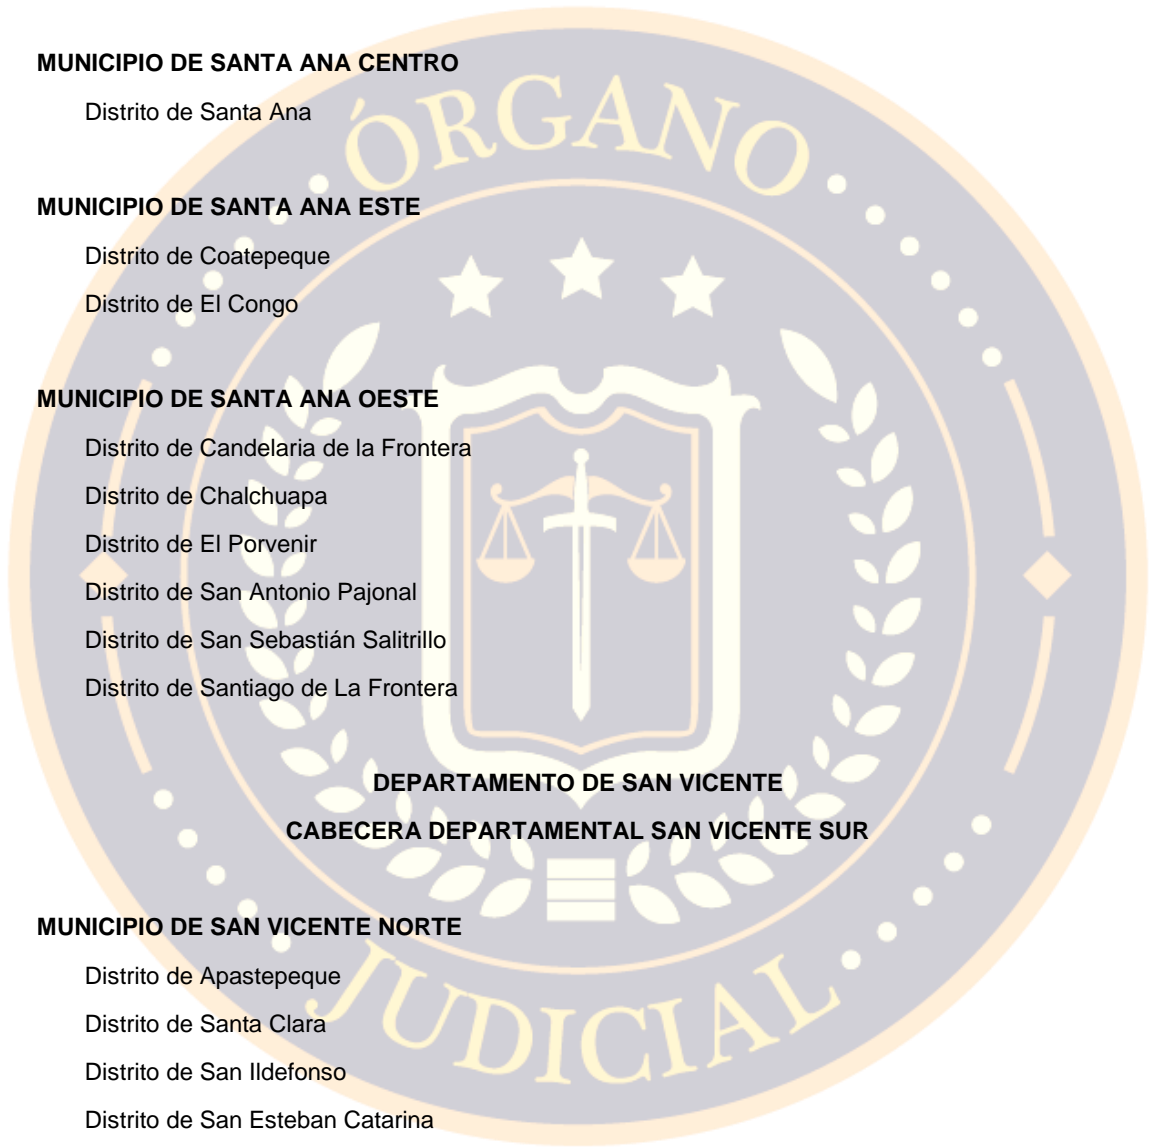 ÓRGANO
MUNICIPIO DE SANTA ANA CENTRO
Distrito de Santa Ana
MUNICIPIO DE SANTA ANA ESTE
Distrito de Coatepeque
Distrito de El Congo
MUNICIPIO DE SANTA ANA OESTE
Distrito de Candelaria de la Frontera
Distrito de Chalchuapa
Distrito de El Porvenir
Distrito de San Antonio Pajonal
Distrito de San Sebastián Salitrillo
Distrito de Santiago de La Frontera
DEPARTAMENTO DE SAN VICENTE
CABECERA DEPARTAMENTAL SAN VICENTE SUR
MUNICIPIO DE SAN VICENTE NORTE
Distrito de Apastepeque
Distrito de Santa Clara
Distrito de San Ildefonso
Distrito de San Esteban Catarina
JUDICIAL